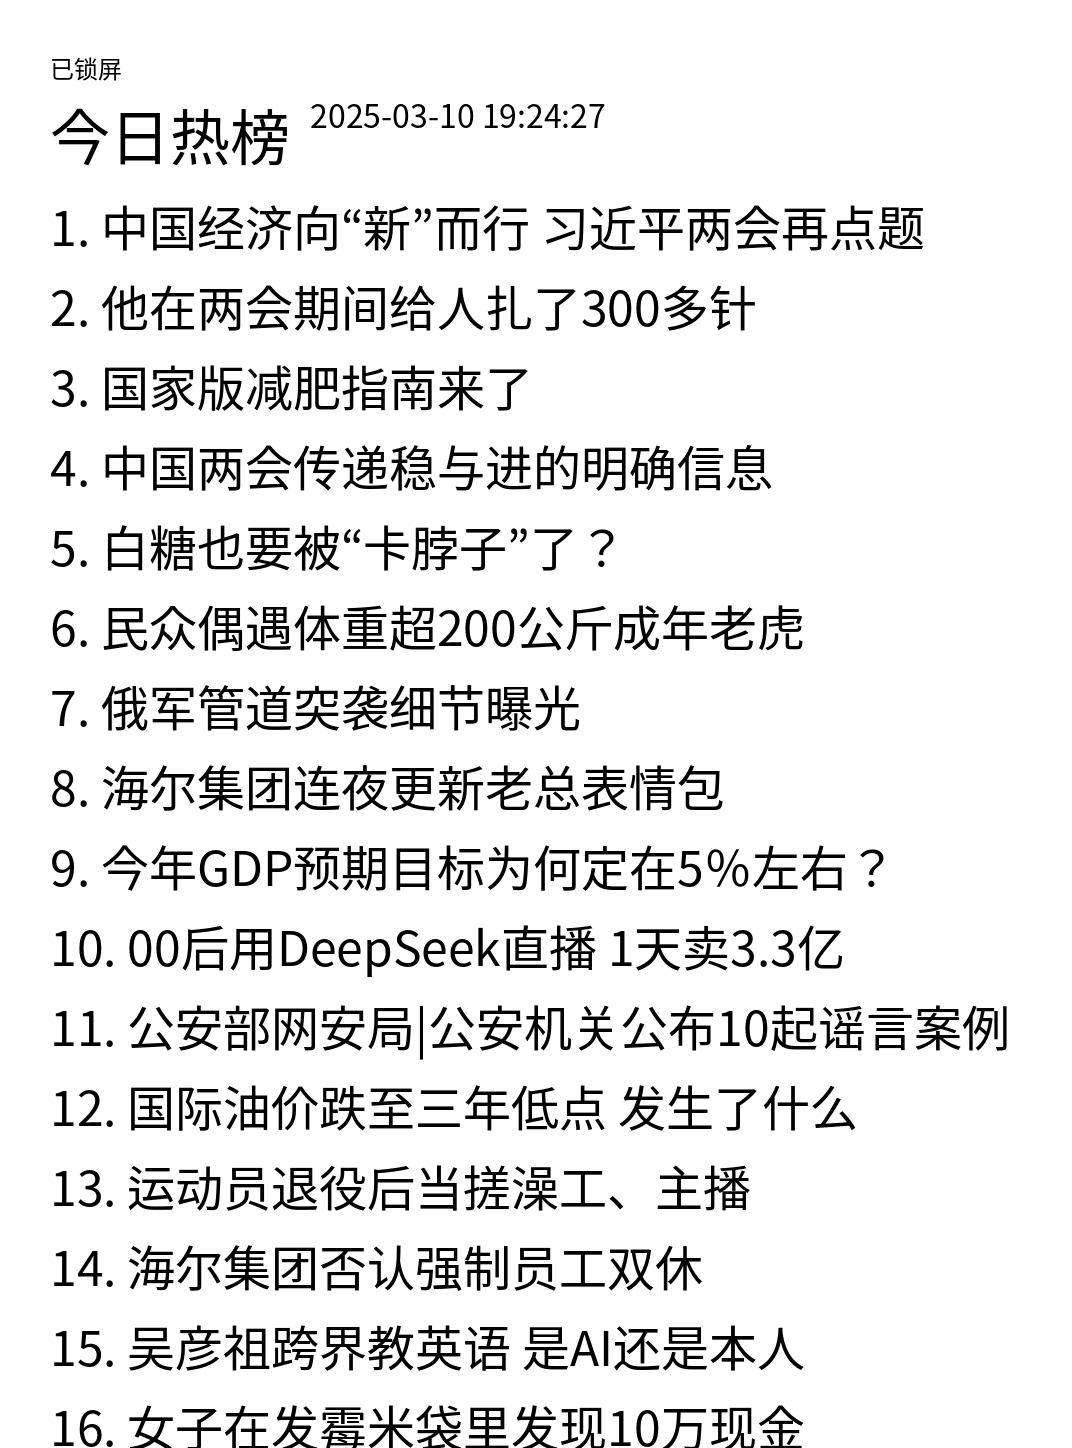 已锁屏
今日热榜 2025-03-10 19:24:27
1. 中国经济向“新”而行 习近平两会再点题
2. 他在两会期间给人扎了300多针
3. 国家版减肥指南来了
4. 中国两会传递稳与进的明确信息
5. 白糖也要被“卡脖子”了？
6. 民众偶遇体重超200公斤成年老虎
7. 俄军管道突袭细节曝光
8. 海尔集团连夜更新老总表情包
9. 今年GDP预期目标为何定在5%左右？
10. 00后用DeepSeek直播 1天卖3.3亿
11. 公安部网安局|公安机关公布10起谣言案例
12. 国际油价跌至三年低点 发生了什么
13. 运动员退役后当搓澡工、主播
14. 海尔集团否认强制员工双休
15. 吴彦祖跨界教英语 是AI还是本人
16. 女子在发霉米袋里发现10万现金